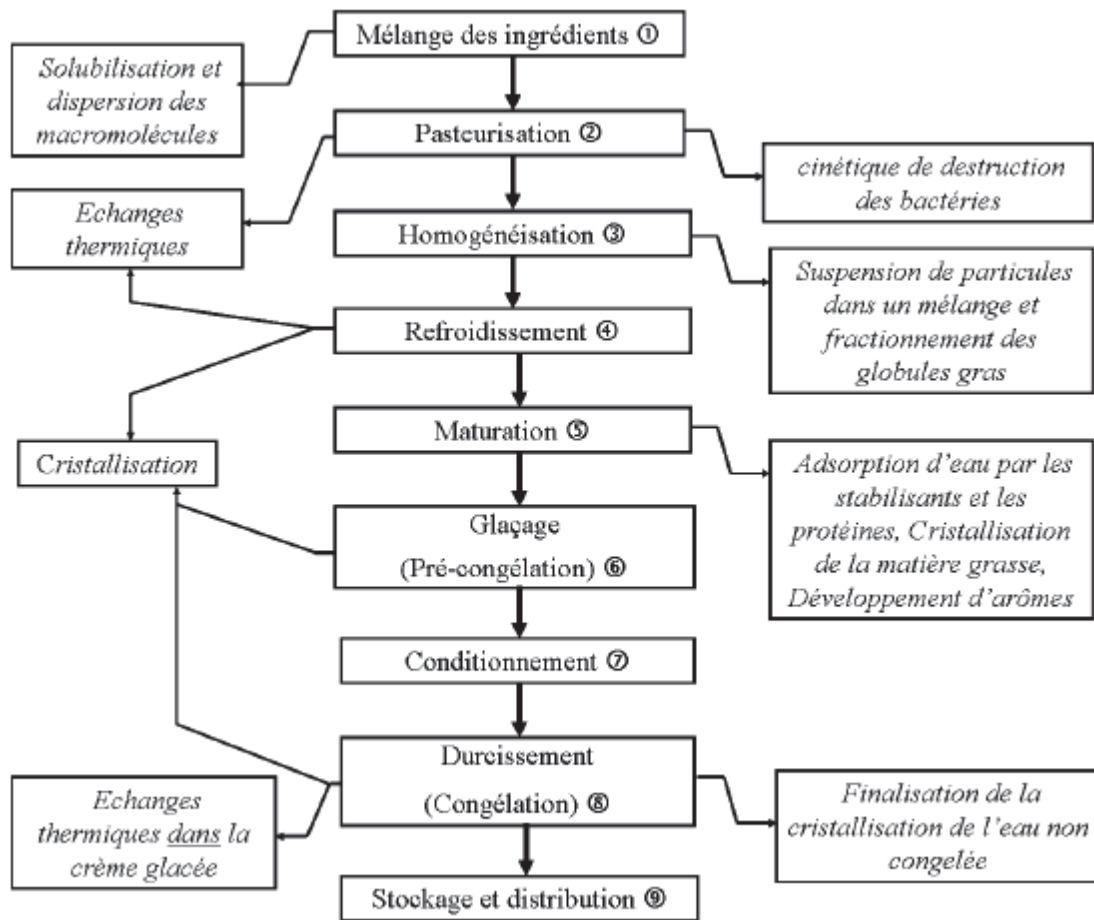 Mélange des ingrédients ①
Solubilisation et
dispersion des
macromolécules
Pasteurisation ②
cinétique de destruction
des bactéries
Echanges
thermiques
Homogénéisation ③
Suspension de particules
dans un mélange et
fractionnement des
globules gras
Refroidissement ④
Maturation ⑤
Cristallisation
Adsorption d'eau par les
stabilisants et les
protéines, Cristallisation
de la matière grasse,
Développement d'arômes
Glaçage
(Pré-congélation) ⑥
Conditionnement ⑦
Durcissement
(Congélation) ⑧
Echanges
thermiques dans la
crème glacée
Finalisation de la
cristallisation de l'eau non
congelée
Stockage et distribution ⑨